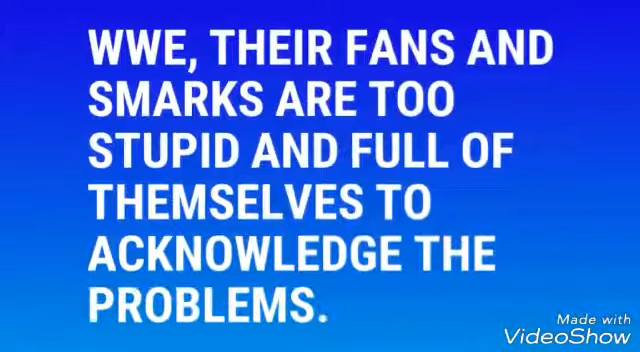 WWE, THEIR FANS AND
SMARKS ARE TOO
STUPID AND FULL OF
THEMSELVES TO
ACKNOWLEDGE THE
PROBLEMS.
Made with
VideoShow